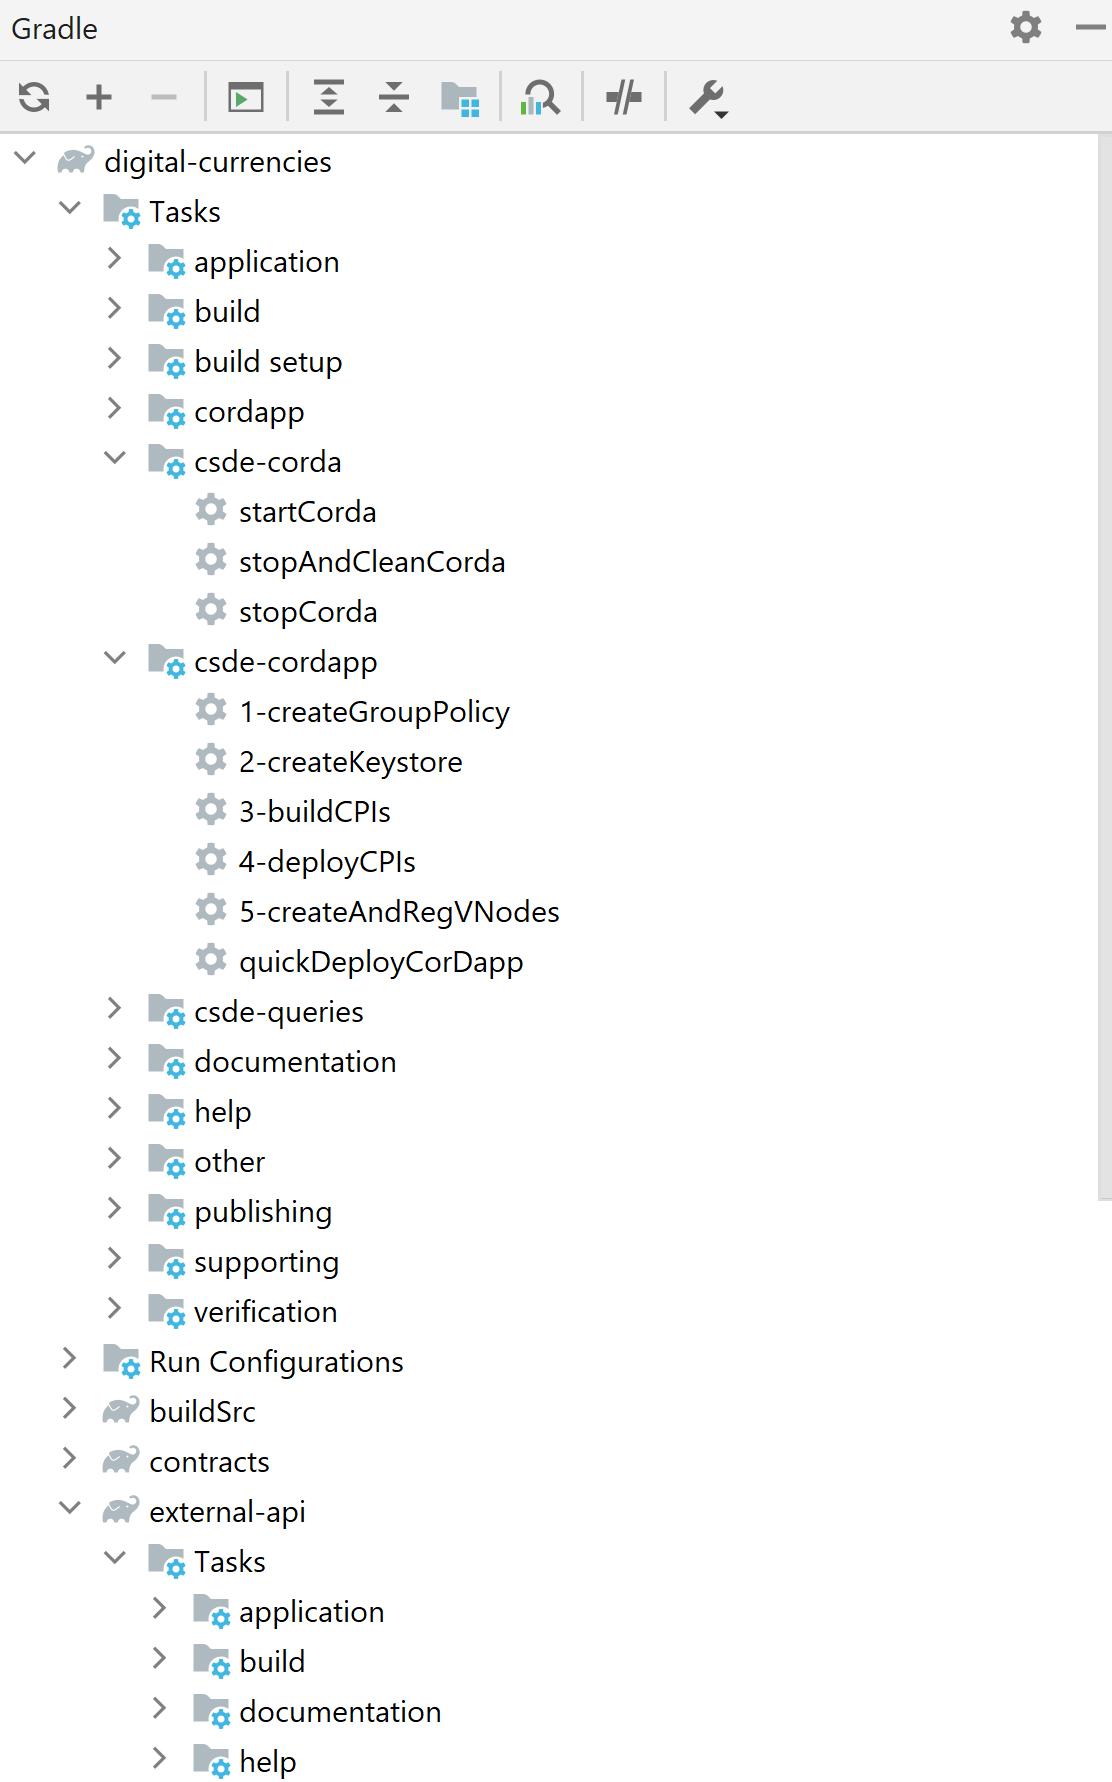 Gradle
digital-currencies
Tasks
application
build
build setup
cordapp
csde-corda
startCorda
stopAndCleanCorda
stopCorda
csde-cordapp
1-createGroupPolicy
2-createKeystore
3-buildCPIs
4-deployCPIs
5-createAndRegVNodes
quickDeployCorDapp
csde-queries
documentation
help
other
publishing
supporting
verification
Run Configurations
buildSrc
contracts
external-api
Tasks
application
build
documentation
help